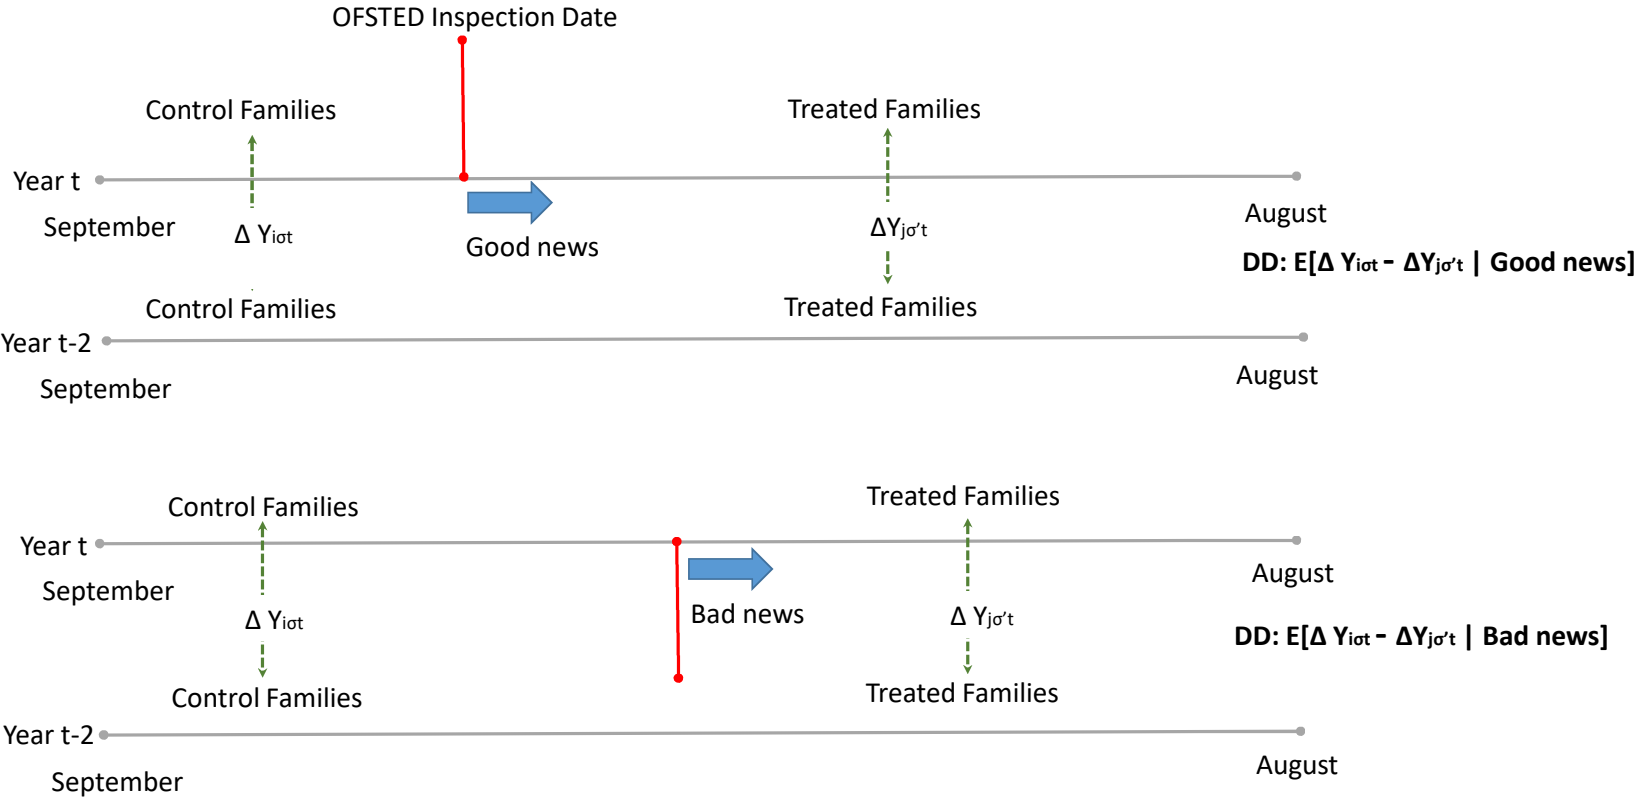 OFSTED Inspection Date
Control Families
Treated Families
Year t
September
Δ Yiσt
Good news
ΔYjσ't
August
DD: E[Δ Yiσt - ΔYjσ't | Good news]
Control Families
Treated Families
Year t-2
September
August
Control Families
Treated Families
Year t
September
Δ Yiσt
Bad news
Δ Yjσ't
August
DD: E[Δ Yiσt - ΔYjσ't | Bad news]
Control Families
Treated Families
Year t-2
September
August